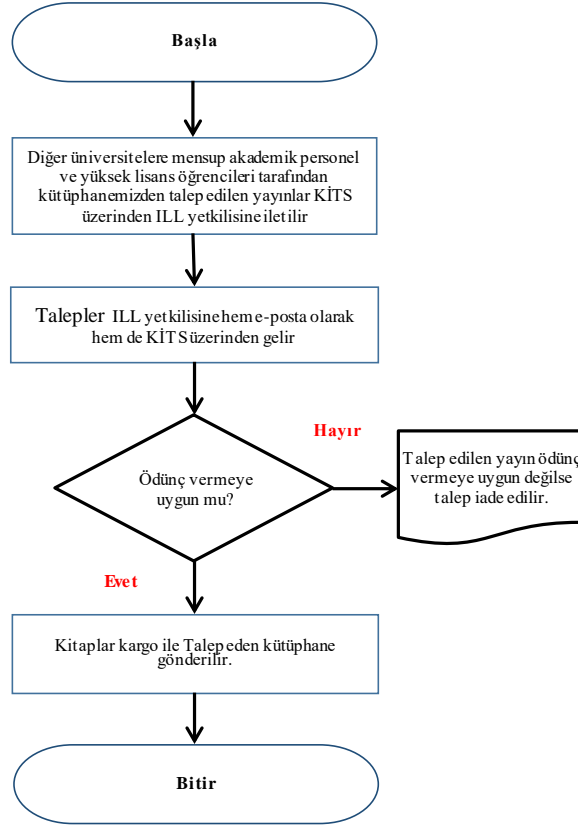 Başla
Diğer üniversitelere mensup akademik personel
ve yüksek lisans öğrencileri tarafından
kütüphanemizden talep edilen yayınlar KİTS
üzerinden ILL yetkilisine iletilir
Talepler ILL yetkilisine hem e-posta olarak
hem de KİTS üzerinden gelir
Hayır
Ödünç vermeye
uygun mu?
Talep edilen yayın ödünç
vermeye uygun değilse
talep iade edilir.
Evet
Kitaplar kargo ile Talep eden kütüphane
gönderilir.
Bitir